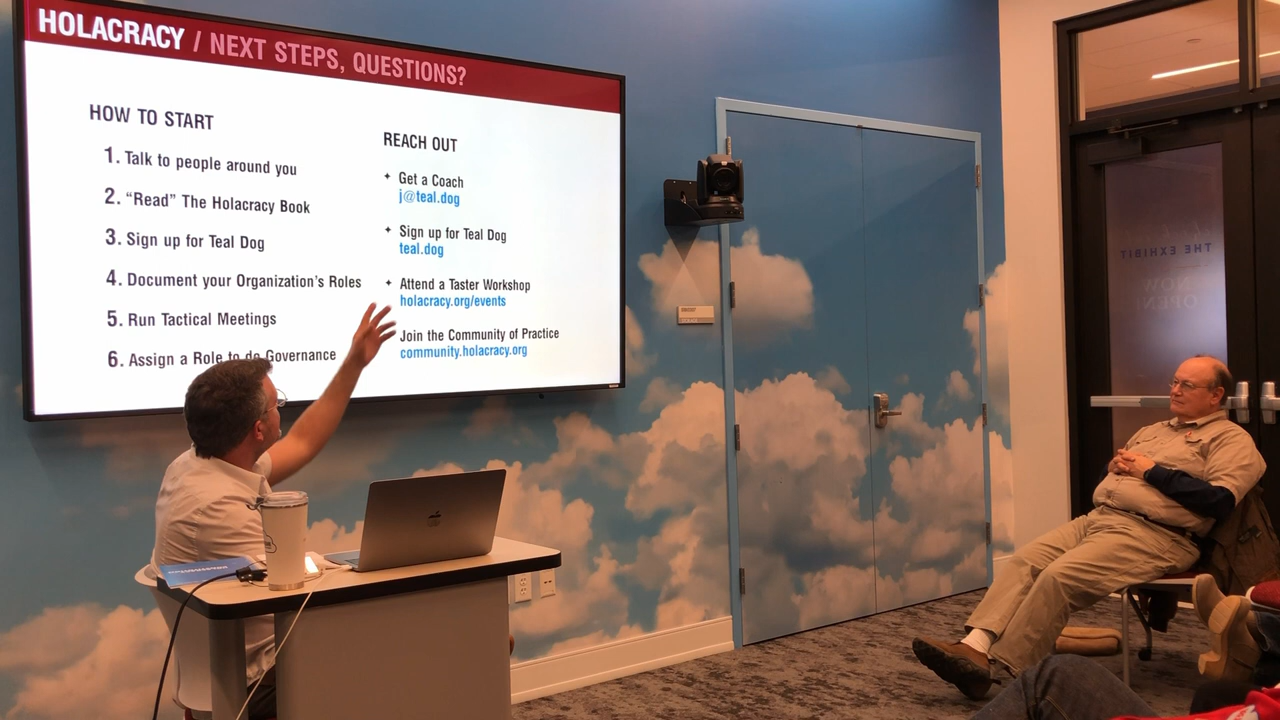 HOLACRACY / NEXT STEPS, QUESTIONS?
HOW TO START
1. Talk to people around you
2. “Read” The Holacracy Book
3. Sign up for Teal Dog
4. Document your Organization's Roles
5. Run Tactical Meetings
6. Assign a Role to do Governance
REACH OUT
✦ Get a Coach
j@teal.dog
✦ Sign up for Teal Dog
teal.dog
✦ Attend a Taster Workshop
holacracy.org/events
Join the Community of Practice
community.holacracy.org
THE EXHIBIT
NOW
OPEN